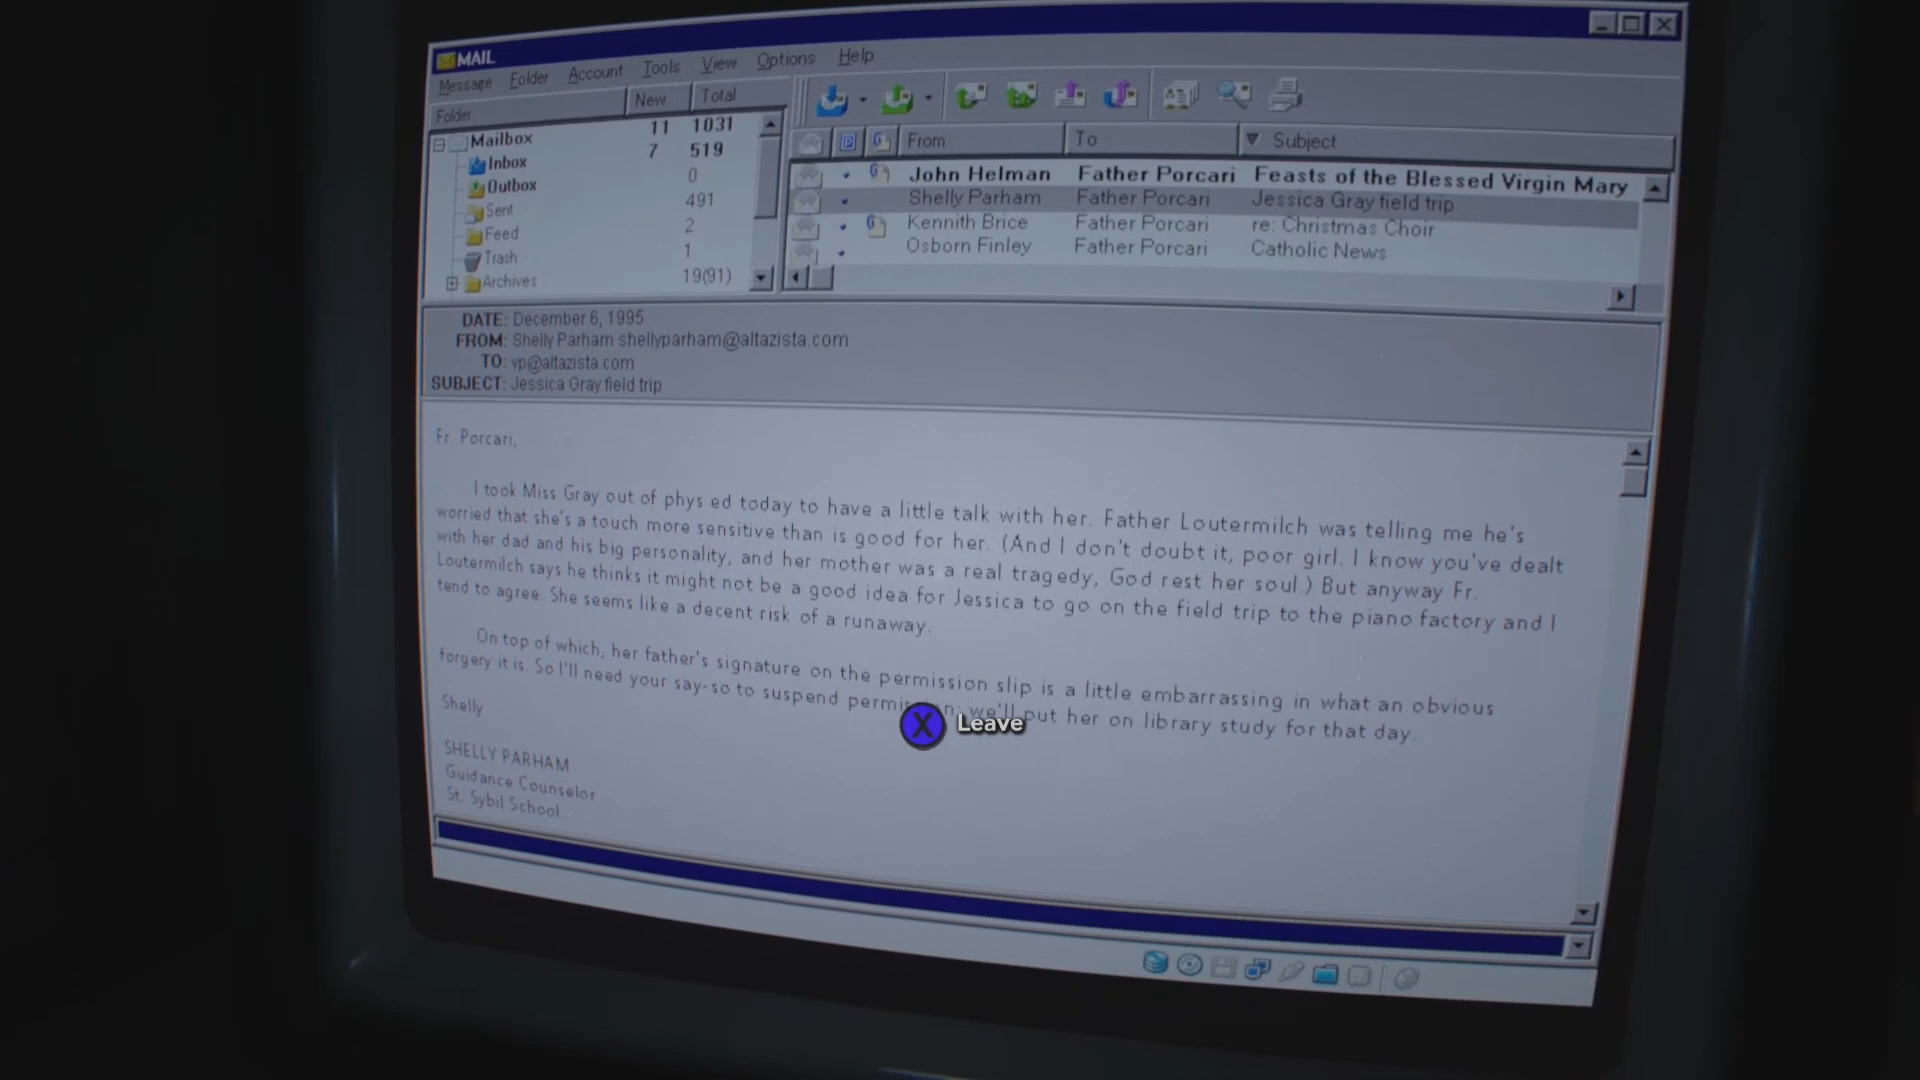 MAIL
Message Folder Account Tools View Options Help
Folder New Total
Mailbox 11 1031
Inbox 7 519
Outbox 0
Sent 491
Feed 2
Trash 1
Archives 19(91)
From To Subject
John Helman Father Porcari Feasts of the Blessed Virgin Mary
Shelly Parham Father Porcari Jessica Gray field trip
Kennith Brice Father Porcari re: Christmas Choir
Osborn Finley Father Porcari Catholic News
DATE: December 6, 1995
FROM: Shelly Parham shellyparham@altazista.com
TO: vp@altazista.com
SUBJECT: Jessica Gray field trip
Fr. Porcari,
I took Miss Gray out of phys ed today to have a little talk with her. Father Loutermilch was telling me he's
worried that she's a touch more sensitive than is good for her. (And I don't doubt it, poor girl. I know you've dealt
with her dad and his big personality, and her mother was a real tragedy, God rest her soul.) But anyway Fr.
Loutermilch says he thinks it might not be a good idea for Jessica to go on the field trip to the piano factory and I
tend to agree. She seems like a decent risk of a runaway.
On top of which, her father's signature on the permission slip is a little embarrassing in what an obvious
forgery it is. So I'll need your say-so to suspend permission; we'll put her on library study for that day.
X Leave
Shelly
SHELLY PARHAM
Guidance Counselor
St. Sybil School